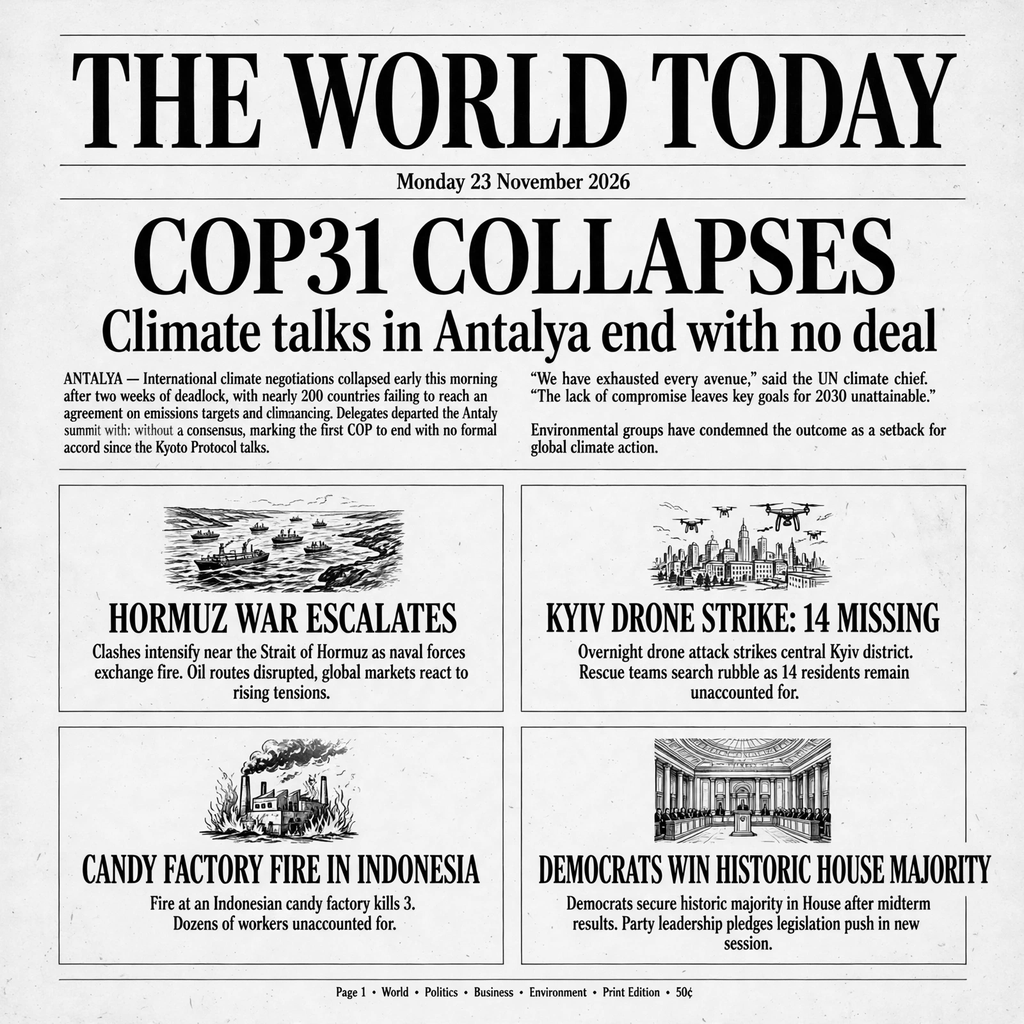 THE WORLD TODAY
Monday 23 November 2026
COP31 COLLAPSES
Climate talks in Antalya end with no deal
ANTALYA — International climate negotiations collapsed early this morning
after two weeks of deadlock, with nearly 200 countries failing to reach an
agreement on emissions targets and climancing. Delegates departed the Antaly
summit with: without a consensus, marking the first COP to end with no formal
accord since the Kyoto Protocol talks.
“We have exhausted every avenue,” said the UN climate chief.
“The lack of compromise leaves key goals for 2030 unattainable.”
Environmental groups have condemned the outcome as a setback for
global climate action.
HORMUZ WAR ESCALATES
Clashes intensify near the Strait of Hormuz as naval forces
exchange fire. Oil routes disrupted, global markets react to
rising tensions.
KYIV DRONE STRIKE: 14 MISSING
Overnight drone attack strikes central Kyiv district.
Rescue teams search rubble as 14 residents remain
unaccounted for.
CANDY FACTORY FIRE IN INDONESIA
Fire at an Indonesian candy factory kills 3.
Dozens of workers unaccounted for.
DEMOCRATS WIN HISTORIC HOUSE MAJORITY
Democrats secure historic majority in House after midterm
results. Party leadership pledges legislation push in new
session.
Page 1 • World • Politics • Business • Environment • Print Edition • 50¢